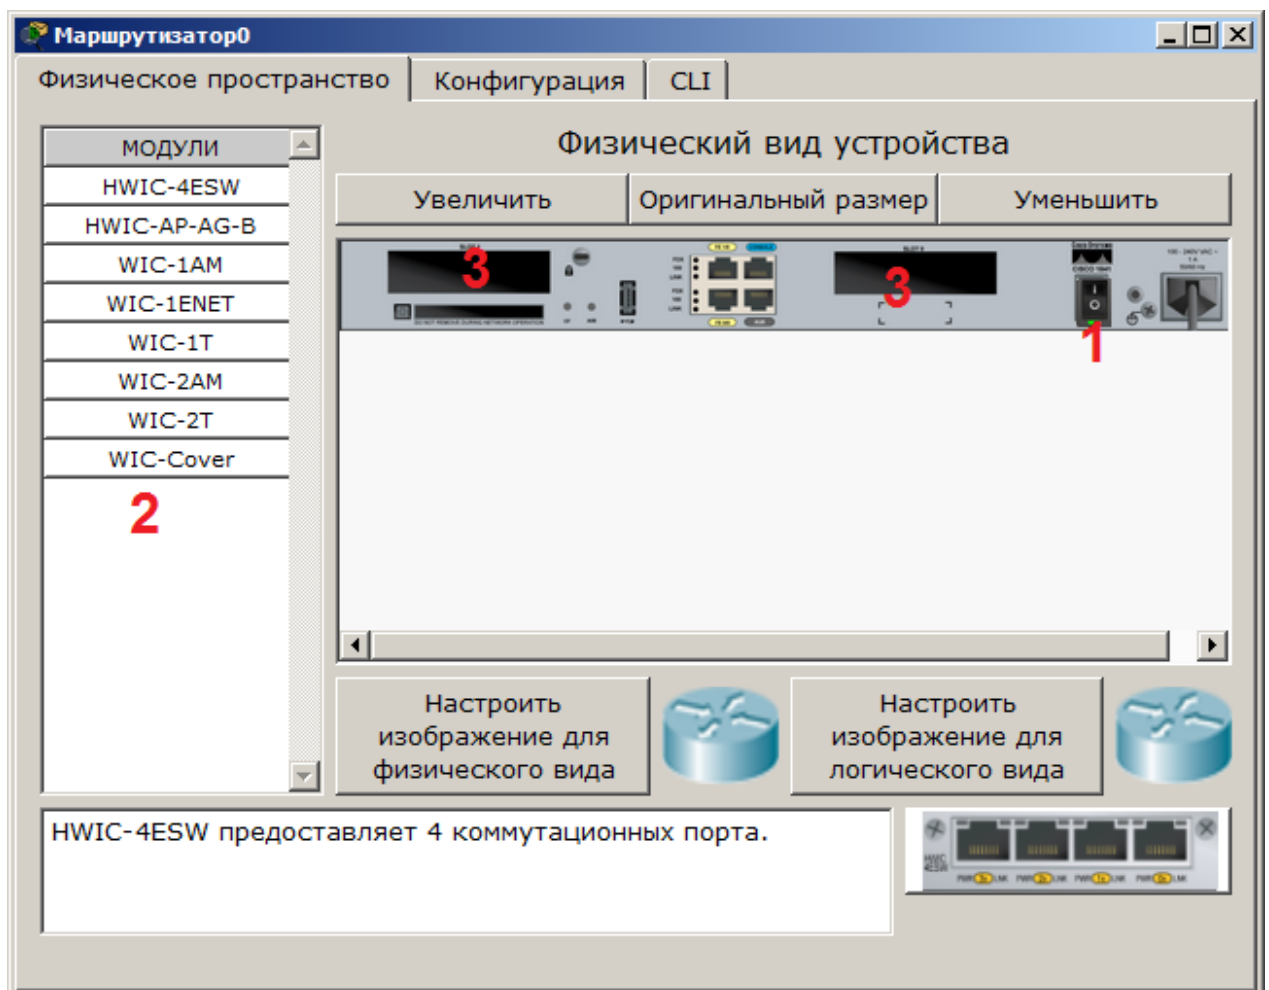 Маршрутизатор0
Физическое пространство
Конфигурация
CLI
МОДУЛИ
HWIC-4ESW
HWIC-AP-AG-B
WIC-1AM
WIC-1ENET
WIC-1T
WIC-2AM
WIC-2T
WIC-Cover
2
Физический вид устройства
Увеличить
Оригинальный размер
Уменьшить
3
3
1
Настроить
изображение для
физического вида
Настроить
изображение для
логического вида
HWIC-4ESW предоставляет 4 коммутационных порта.